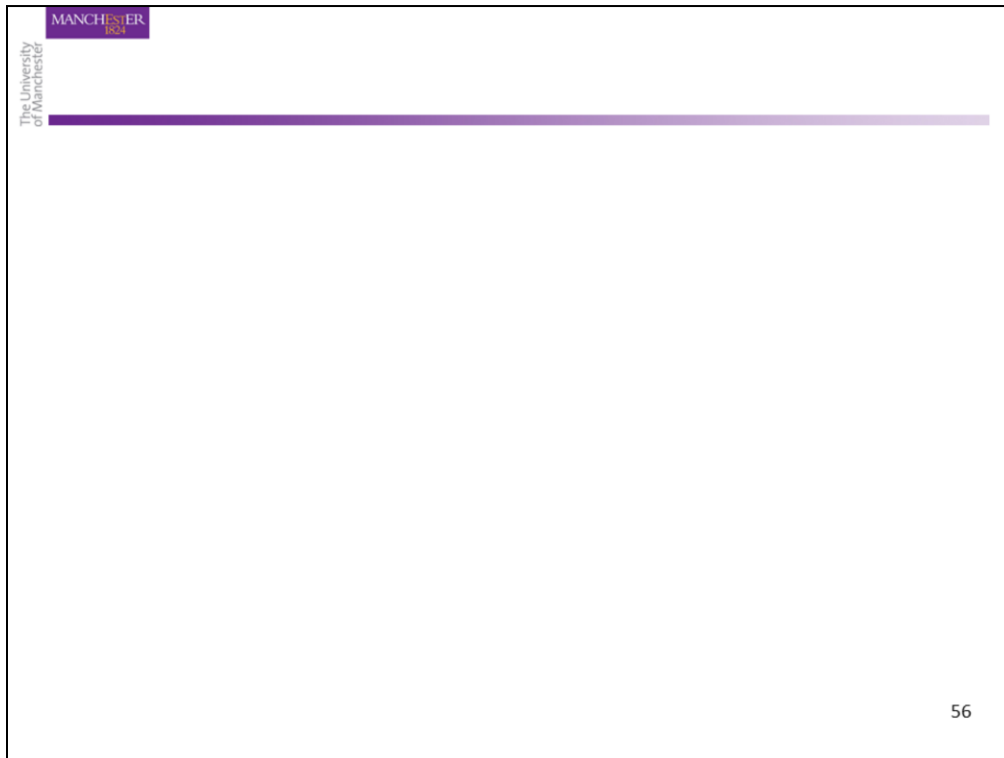 MANCHESTER
1824
The University
of Manchester
56